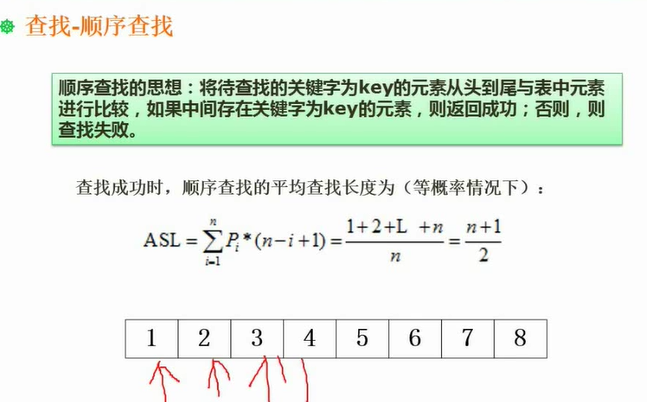 查找-顺序查找
顺序查找的思想：将待查找的关键字为key的元素从头到尾与表中元素
进行比较，如果中间存在关键字为key的元素，则返回成功；否则，则
查找失败。
查找成功时，顺序查找的平均查找长度为（等概率情况下）：
ASL = ∑_{i=1}^{n} P_i * (n-i+1) = (1+2+L +n)/n = (n+1)/2
1 2 3 4 5 6 7 8